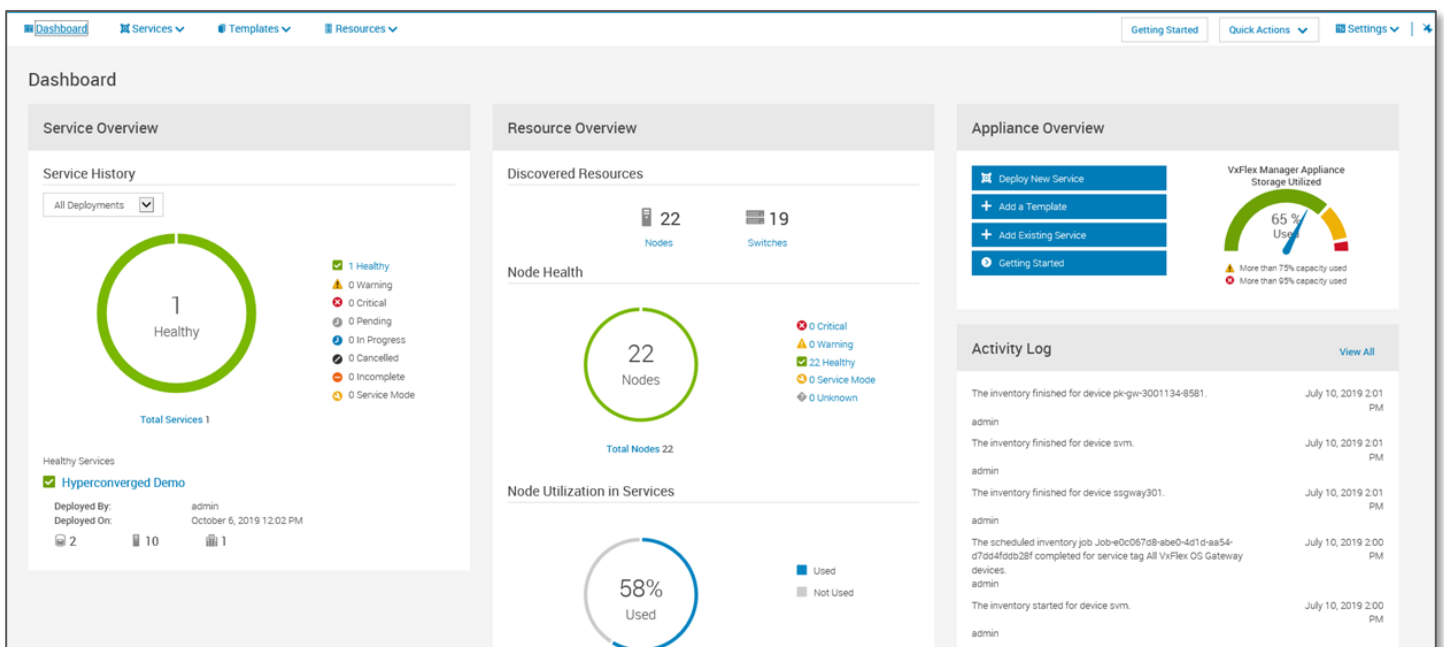 Dashboard
Services
Templates
Resources
Getting Started
Quick Actions
Settings
Dashboard
Service Overview
Service History
All Deployments
1
Healthy
1 Healthy
0 Warning
0 Critical
0 Pending
0 In Progress
0 Cancelled
0 Incomplete
0 Service Mode
Total Services 1
Healthy Services
Hyperconverged Demo
Deployed By: admin
Deployed On: October 6, 2019 12:02 PM
2 10 1
Resource Overview
Discovered Resources
22 19
Nodes Switches
Node Health
22
Nodes
0 Critical
0 Warning
22 Healthy
0 Service Mode
0 Unknown
Total Nodes 22
Node Utilization in Services
58%
Used
Used
Not Used
Appliance Overview
Deploy New Service
Add a Template
Add Existing Service
Getting Started
VxFlex Manager Appliance
Storage Utilized
65 %
Used
More than 75% capacity used
More than 95% capacity used
Activity Log
View All
The inventory finished for device pk-gw-3001134-8581. July 10, 2019 2:01
PM
admin
The inventory finished for device svm. July 10, 2019 2:01
PM
admin
The inventory finished for device ssgway301. July 10, 2019 2:01
PM
admin
The scheduled inventory job Job-e0c067d8-abe0-4d1d-aa54- July 10, 2019 2:00
d7dd4fddb28f completed for service tag All VxFlex OS Gateway PM
devices.
admin
The inventory started for device svm. July 10, 2019 2:00
PM
admin